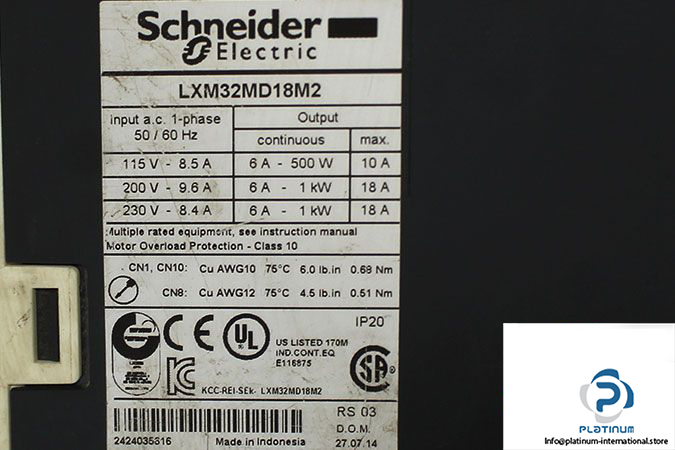 Schneider
Electric
LXM32MD18M2
input a.c. 1-phase
50 / 60 Hz
Output
continuous
max.
115 V - 8.5 A 6 A - 500 W 10 A
200 V - 9.6 A 6 A - 1 kW 18 A
230 V - 8.4 A 6 A - 1 kW 18 A
Multiple rated equipment, see instruction manual
Motor Overload Protection - Class 10
CN1, CN10: Cu AWG10 75°C 6.0 lb.in 0.68 Nm
CN8: Cu AWG12 75°C 4.5 lb.in 0.51 Nm
IP20
CE
UL
US LISTED 170M
IND.CONT.EQ
E116875
SA
KC
KCC-REI-SEk- LXM32MD18M2
RS 03
D.O.M.
2424035316 Made in Indonesia 27.07.14
PLATINUM
Info@platinum-international.store